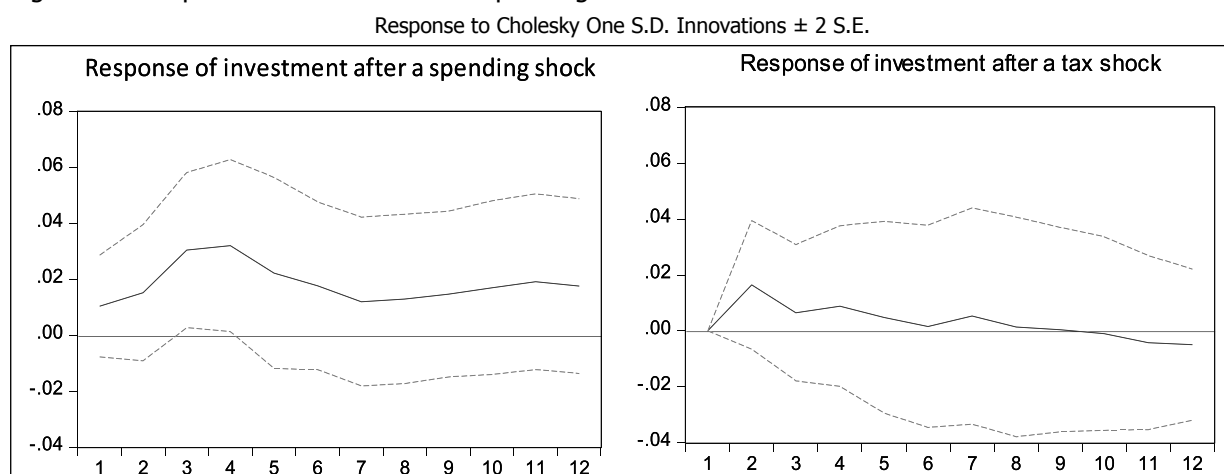 Response to Cholesky One S.D. Innovations ± 2 S.E.
Response of investment after a spending shock
.08
.06
.04
.02
.00
-.02
-.04
1 2 3 4 5 6 7 8 9 10 11 12
Response of investment after a tax shock
.08
.06
.04
.02
.00
-.02
-.04
1 2 3 4 5 6 7 8 9 10 11 12